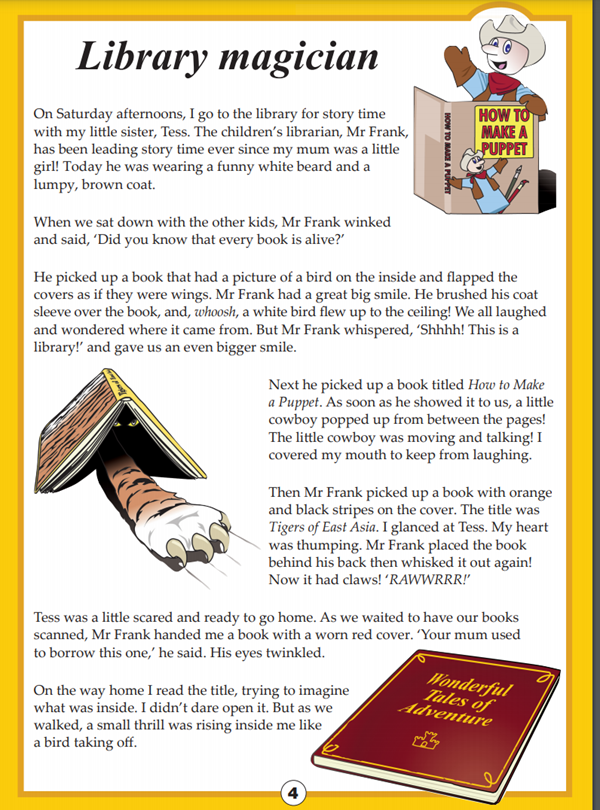 Library magician
On Saturday afternoons, I go to the library for story time
with my little sister, Tess. The children's librarian, Mr Frank,
has been leading story time ever since my mum was a little
girl! Today he was wearing a funny white beard and a
lumpy, brown coat.
HOW TO MAKE A PUPPET
HOW TO
MAKE A
PUPPET
When we sat down with the other kids, Mr Frank winked
and said, 'Did you know that every book is alive?'
He picked up a book that had a picture of a bird on the inside and flapped the
covers as if they were wings. Mr Frank had a great big smile. He brushed his coat
sleeve over the book, and, whoosh, a white bird flew up to the ceiling! We all laughed
and wondered where it came from. But Mr Frank whispered, 'Shhhh! This is a
library!' and gave us an even bigger smile.
Next he picked up a book titled How to Make
a Puppet. As soon as he showed it to us, a little
cowboy popped up from between the pages!
The little cowboy was moving and talking! I
covered my mouth to keep from laughing.
Then Mr Frank picked up a book with orange
and black stripes on the cover. The title was
Tigers of East Asia. I glanced at Tess. My heart
was thumping. Mr Frank placed the book
behind his back then whisked it out again!
Now it had claws! 'RAWWRRR!'
Tess was a little scared and ready to go home. As we waited to have our books
scanned, Mr Frank handed me a book with a worn red cover. 'Your mum used
to borrow this one,' he said. His eyes twinkled.
On the way home I read the title, trying to imagine
what was inside. I didn't dare open it. But as we
walked, a small thrill was rising inside me like
a bird taking off.
Wonderful
Tales of
Adventure
4